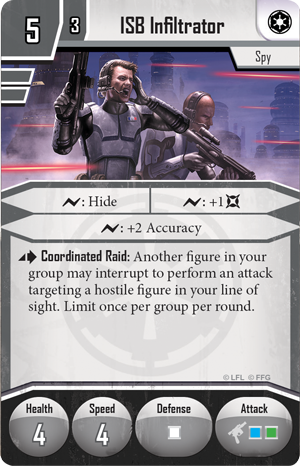 5 3 ISB Infiltrator
Spy
: Hide
: +1
: +2 Accuracy
Coordinated Raid: Another figure in your
group may interrupt to perform an attack
targeting a hostile figure in your line of
sight. Limit once per group per round.
© LFL © FFG
Health Speed Defense Attack
4 4